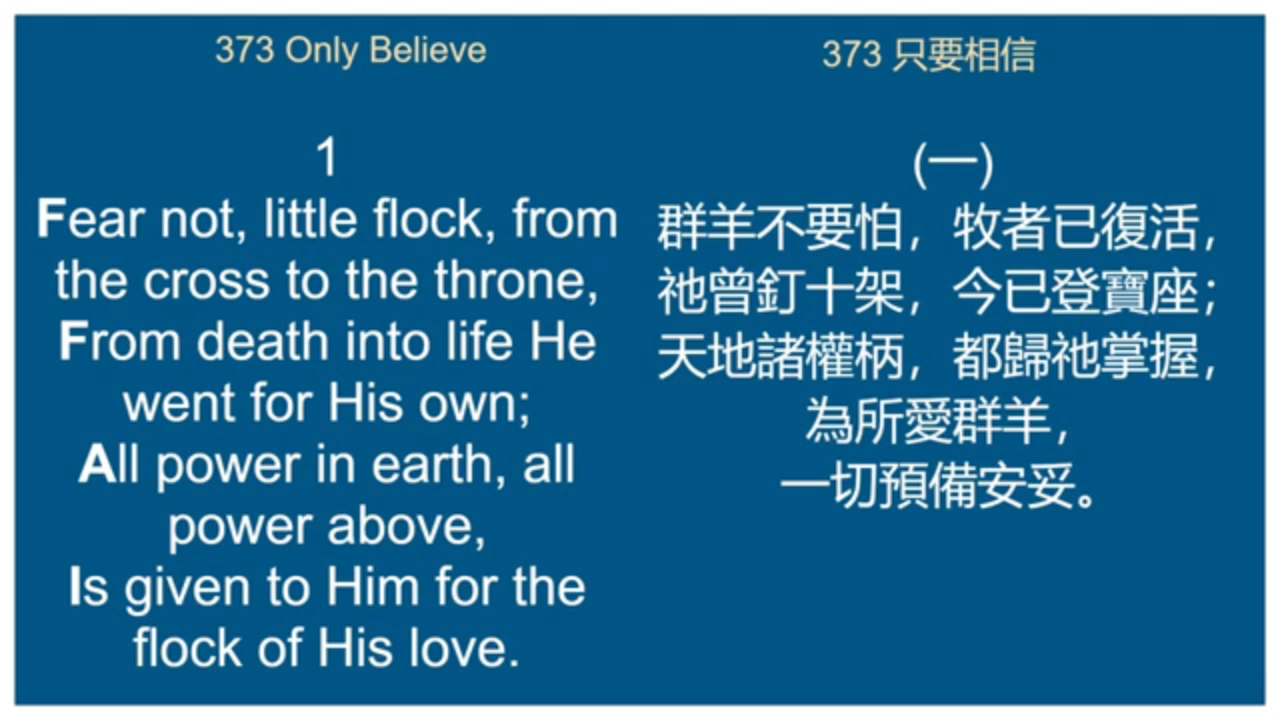 373 Only Believe
1
Fear not, little flock, from
the cross to the throne,
From death into life He
went for His own;
All power in earth, all
power above,
Is given to Him for the
flock of His love.
373 只要相信
(一)
群羊不要怕，牧者已復活，
祂曾釘十架，今已登寶座；
天地諸權柄，都歸祂掌握，
為所愛群羊，
一切預備安妥。